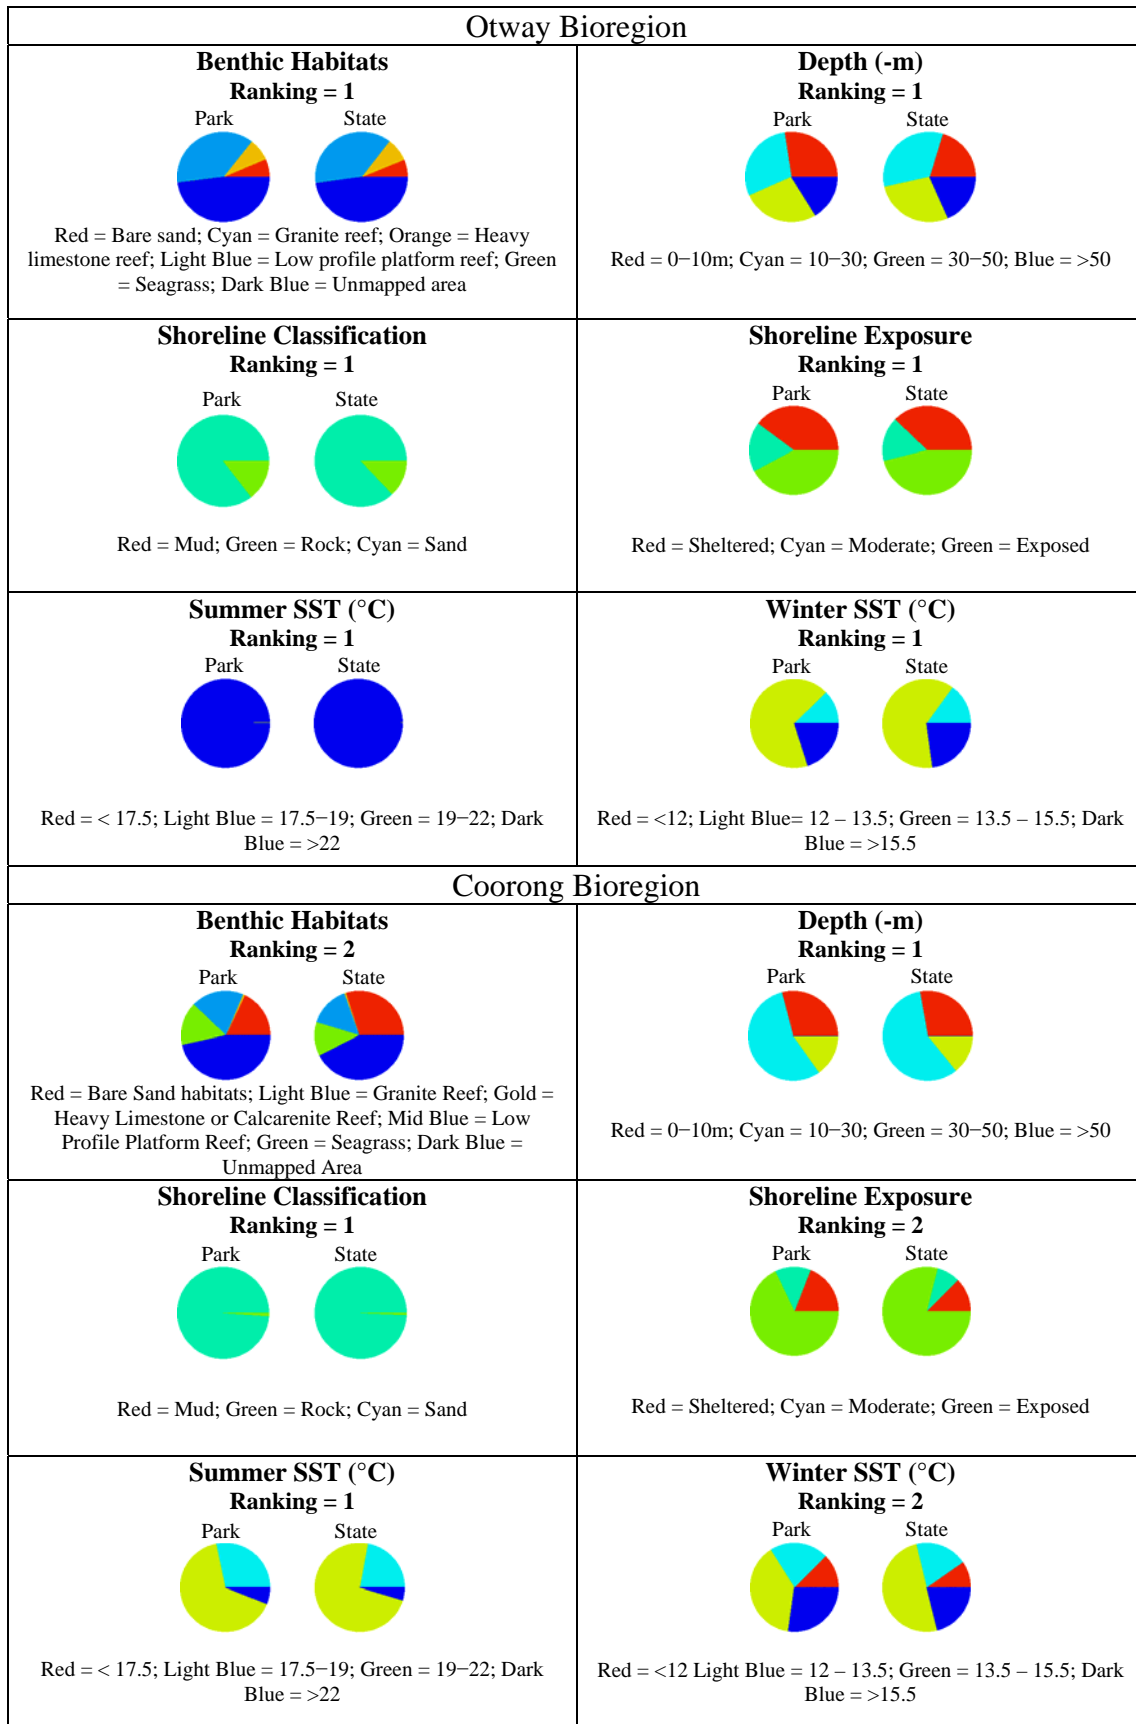 Otway Bioregion
Benthic Habitats
Ranking = 1
Park State
Red = Bare sand; Cyan = Granite reef; Orange = Heavy
limestone reef; Light Blue = Low profile platform reef; Green
= Seagrass; Dark Blue = Unmapped area
Depth (-m)
Ranking = 1
Park State
Red = 0−10m; Cyan = 10−30; Green = 30−50; Blue = >50
Shoreline Classification
Ranking = 1
Park State
Red = Mud; Green = Rock; Cyan = Sand
Shoreline Exposure
Ranking = 1
Park State
Red = Sheltered; Cyan = Moderate; Green = Exposed
Summer SST (°C)
Ranking = 1
Park State
Red = < 17.5; Light Blue = 17.5−19; Green = 19−22; Dark
Blue = >22
Winter SST (°C)
Ranking = 1
Park State
Red = <12; Light Blue= 12 – 13.5; Green = 13.5 – 15.5; Dark
Blue = >15.5
Coorong Bioregion
Benthic Habitats
Ranking = 2
Park State
Red = Bare Sand habitats; Light Blue = Granite Reef; Gold =
Heavy Limestone or Calcarenite Reef; Mid Blue = Low
Profile Platform Reef; Green = Seagrass; Dark Blue =
Unmapped Area
Depth (-m)
Ranking = 1
Park State
Red = 0−10m; Cyan = 10−30; Green = 30−50; Blue = >50
Shoreline Classification
Ranking = 1
Park State
Red = Mud; Green = Rock; Cyan = Sand
Shoreline Exposure
Ranking = 2
Park State
Red = Sheltered; Cyan = Moderate; Green = Exposed
Summer SST (°C)
Ranking = 1
Park State
Red = < 17.5; Light Blue = 17.5−19; Green = 19−22; Dark
Blue = >22
Winter SST (°C)
Ranking = 2
Park State
Red = <12 Light Blue = 12 – 13.5; Green = 13.5 – 15.5; Dark
Blue = >15.5